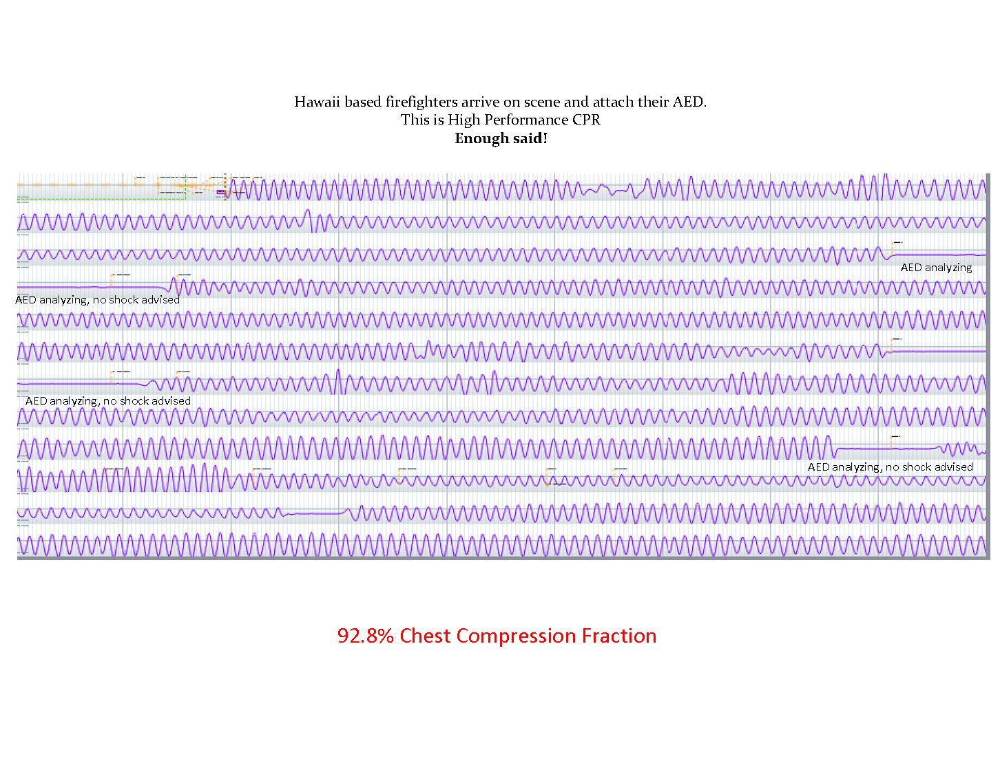 Hawaii based firefighters arrive on scene and attach their AED.
This is High Performance CPR
Enough said!
AED analyzing
AED analyzing, no shock advised
AED analyzing, no shock advised
AED analyzing, no shock advised
92.8% Chest Compression Fraction